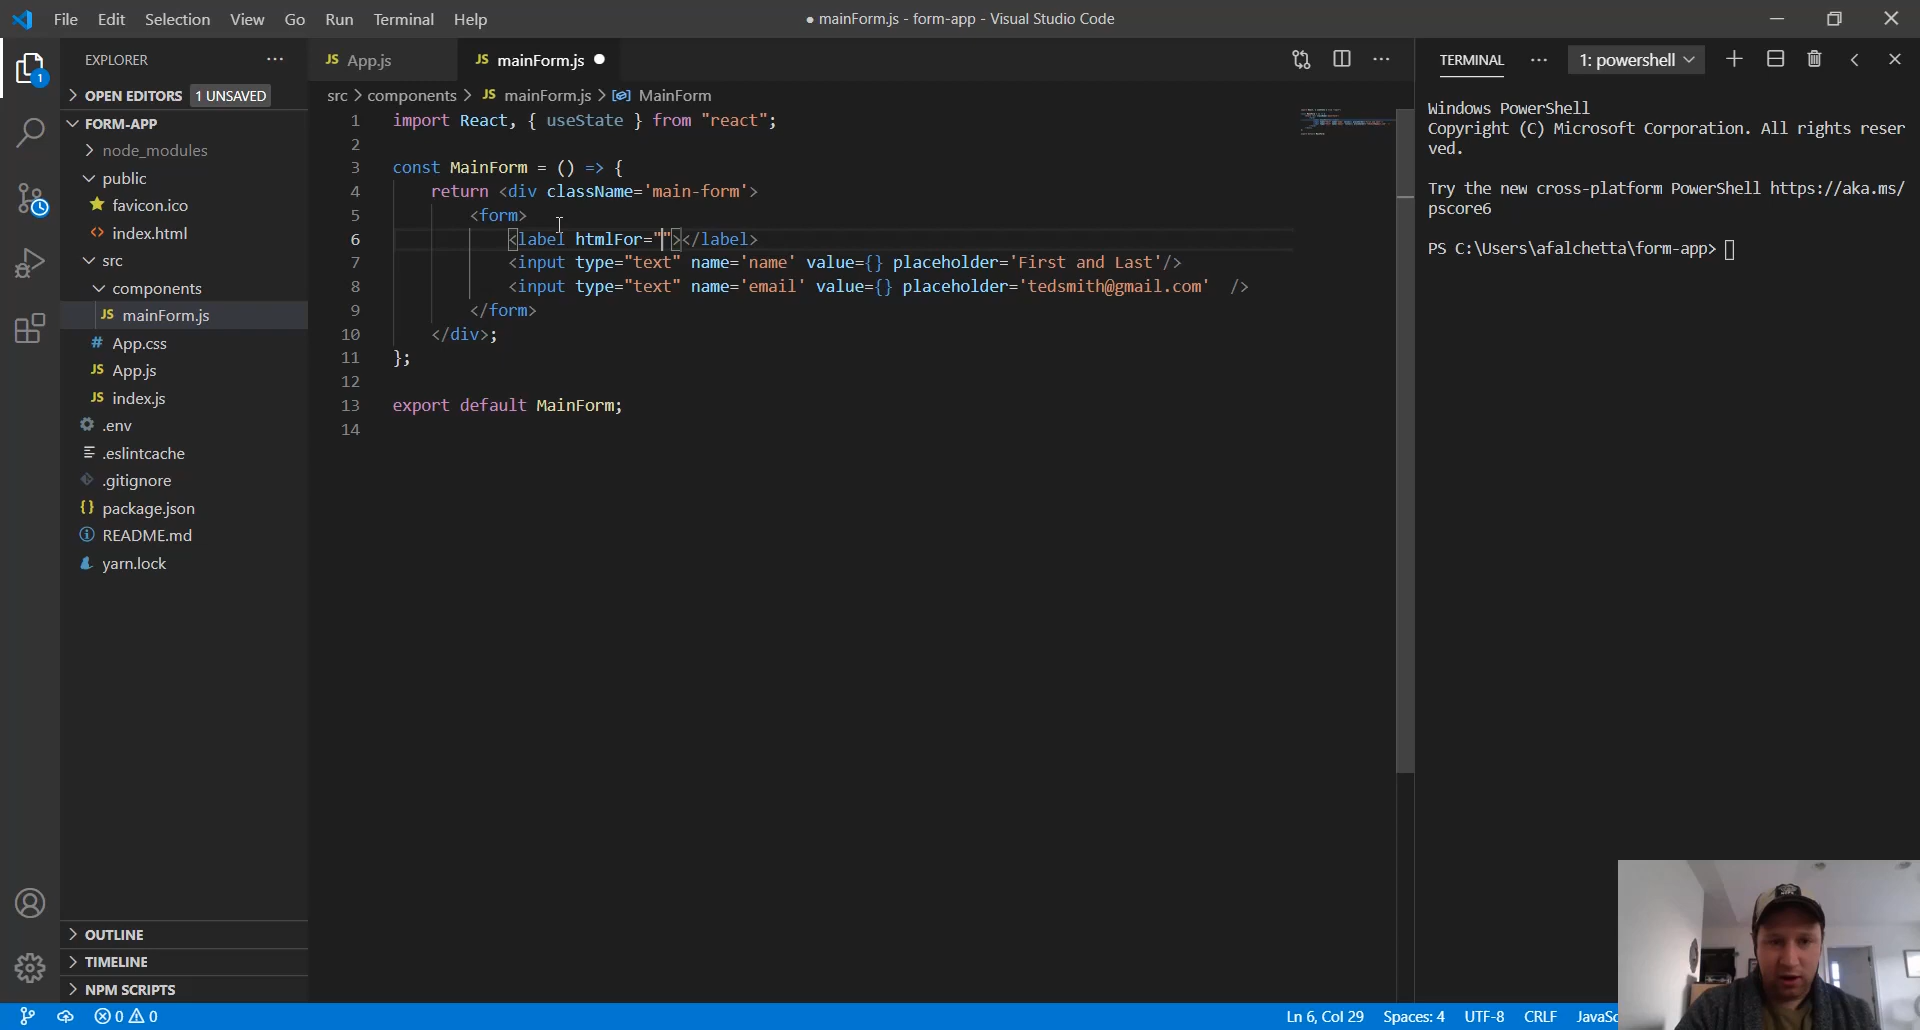 File Edit Selection View Go Run Terminal Help
● mainForm.js - form-app - Visual Studio Code
EXPLORER
OPEN EDITORS 1 UNSAVED
FORM-APP
node_modules
public
favicon.ico
<> index.html
src
components
JS mainForm.js
# App.css
JS App.js
JS index.js
.env
.eslintcache
.gitignore
{} package.json
README.md
yarn.lock
OUTLINE
TIMELINE
NPM SCRIPTS
JS App.js
JS mainForm.js ●
src > components > JS mainForm.js > MainForm
1 import React, { useState } from "react";
2
3 const MainForm = () => {
4 return <div className='main-form'>
5 <form>
6 <label htmlFor=""></label>
7 <input type="text" name='name' value={} placeholder='First and Last'/>
8 <input type="text" name='email' value={} placeholder='tedsmith@gmail.com' />
9 </form>
10 </div>;
11 };
12
13 export default MainForm;
14
TERMINAL 1: powershell
Windows PowerShell
Copyright (C) Microsoft Corporation. All rights reser
ved.
Try the new cross-platform PowerShell https://aka.ms/
pscore6
PS C:\Users\afalchetta\form-app>
1
0 0 Ln 6, Col 29 Spaces: 4 UTF-8 CRLF JavaSc